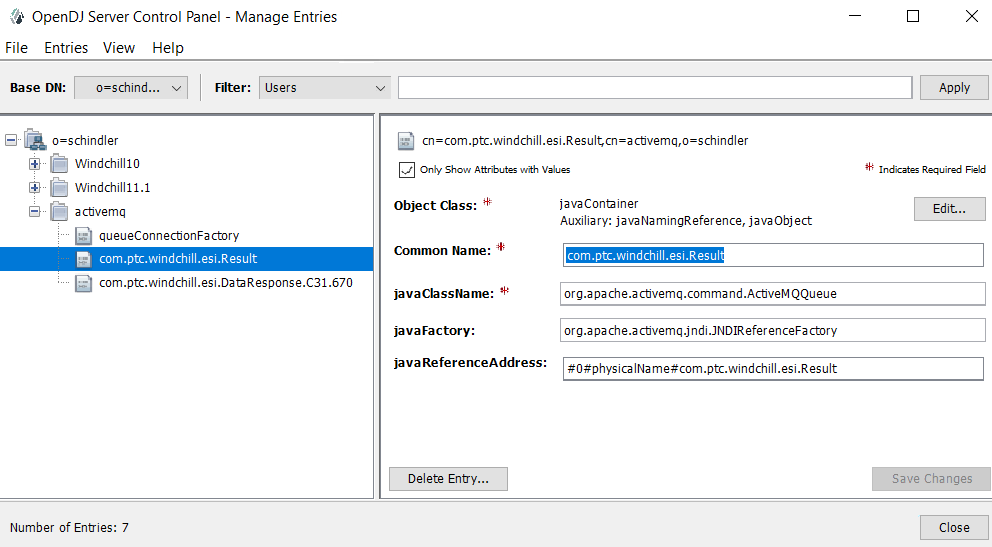 OpenDJ Server Control Panel - Manage Entries
File Entries View Help
Base DN: o=schind... Filter: Users Apply
o=schindler
Windchill10
Windchill11.1
activemq
queueConnectionFactory
com.ptc.windchill.esi.Result
com.ptc.windchill.esi.DataResponse.C31.670
cn=com.ptc.windchill.esi.Result,cn=activemq,o=schindler
Only Show Attributes with Values
Indicates Required Field
Object Class: javaContainer
Auxiliary: javaNamingReference, javaObject
Edit...
Common Name: com.ptc.windchill.esi.Result
javaClassName: org.apache.activemq.command.ActiveMQQueue
javaFactory: org.apache.activemq.jndi.JNDIReferenceFactory
javaReferenceAddress: #0#physicalName#com.ptc.windchill.esi.Result
Delete Entry... Save Changes
Number of Entries: 7 Close